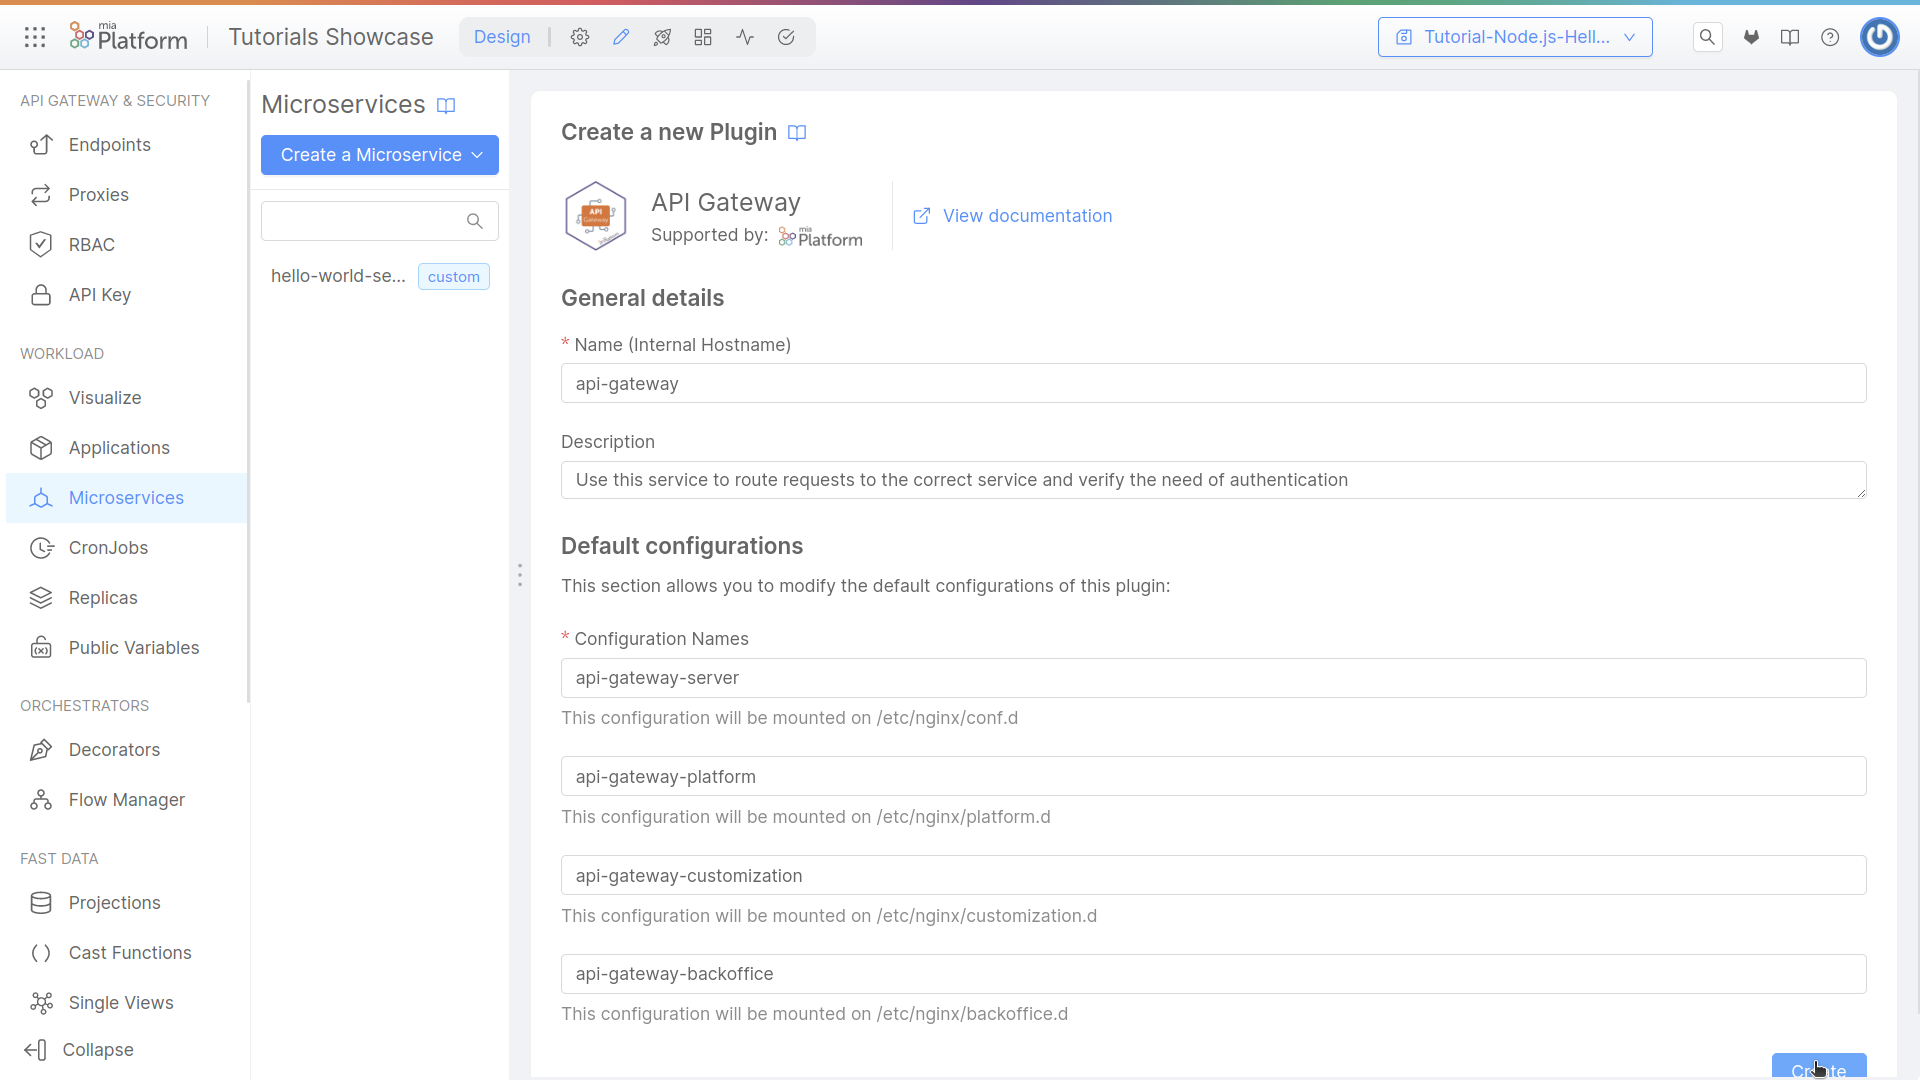 mia
Platform
Tutorials Showcase
Design
Tutorial-Node.js-Hell...
API GATEWAY & SECURITY
Endpoints
Proxies
RBAC
API Key
WORKLOAD
Visualize
Applications
Microservices
CronJobs
Replicas
Public Variables
ORCHESTRATORS
Decorators
Flow Manager
FAST DATA
Projections
Cast Functions
Single Views
Collapse
Microservices
Create a Microservice
hello-world-se...
custom
Create a new Plugin
API
Gateway
API Gateway
Supported by:
mia
Platform
View documentation
General details
* Name (Internal Hostname)
api-gateway
Description
Use this service to route requests to the correct service and verify the need of authentication
Default configurations
This section allows you to modify the default configurations of this plugin:
* Configuration Names
api-gateway-server
This configuration will be mounted on /etc/nginx/conf.d
api-gateway-platform
This configuration will be mounted on /etc/nginx/platform.d
api-gateway-customization
This configuration will be mounted on /etc/nginx/customization.d
api-gateway-backoffice
This configuration will be mounted on /etc/nginx/backoffice.d
Create